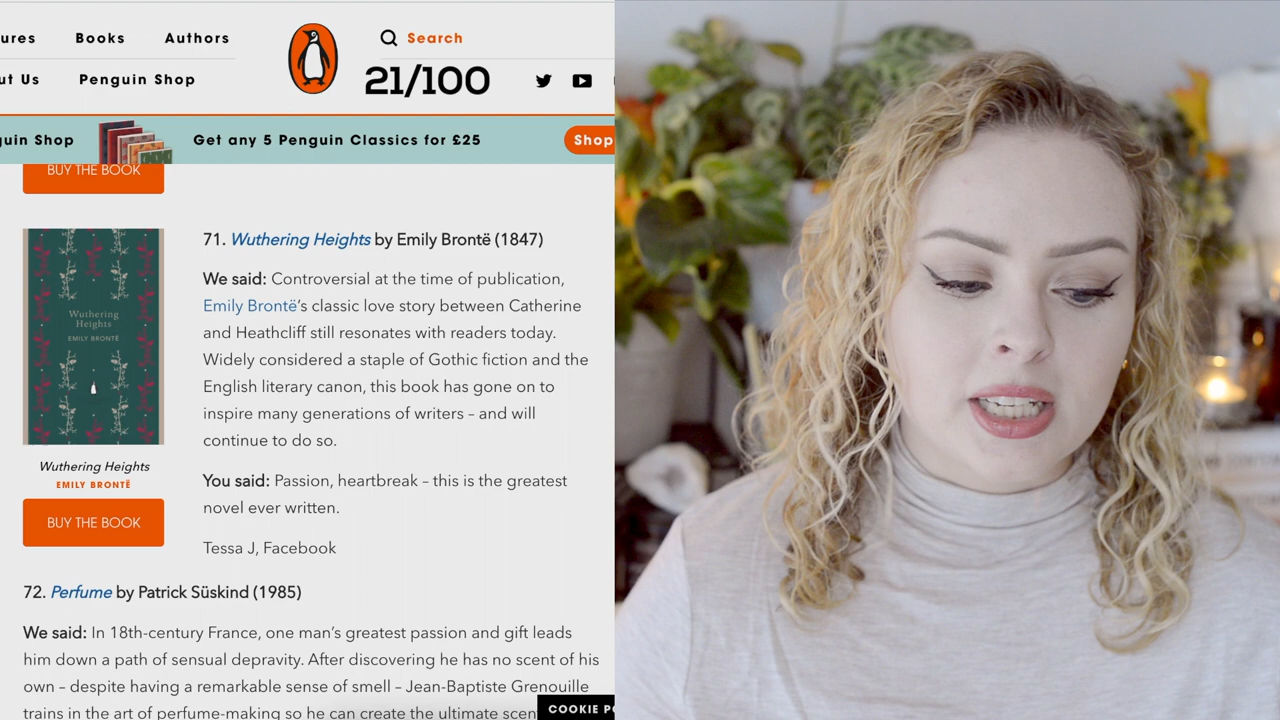 ures Books Authors
Search
ut Us Penguin Shop
21/100
guin Shop Get any 5 Penguin Classics for £25 Shop
BUY THE BOOK
71. Wuthering Heights by Emily Brontë (1847)
We said: Controversial at the time of publication,
Emily Brontë's classic love story between Catherine
and Heathcliff still resonates with readers today.
Widely considered a staple of Gothic fiction and the
English literary canon, this book has gone on to
inspire many generations of writers – and will
continue to do so.
Wuthering
Heights
EMILY BRONTË
Wuthering Heights
EMILY BRONTË
BUY THE BOOK
You said: Passion, heartbreak – this is the greatest
novel ever written.
Tessa J, Facebook
72. Perfume by Patrick Süskind (1985)
We said: In 18th-century France, one man's greatest passion and gift leads
him down a path of sensual depravity. After discovering he has no scent of his
own – despite having a remarkable sense of smell – Jean-Baptiste Grenouille
trains in the art of perfume-making so he can create the ultimate scen
COOKIE PO